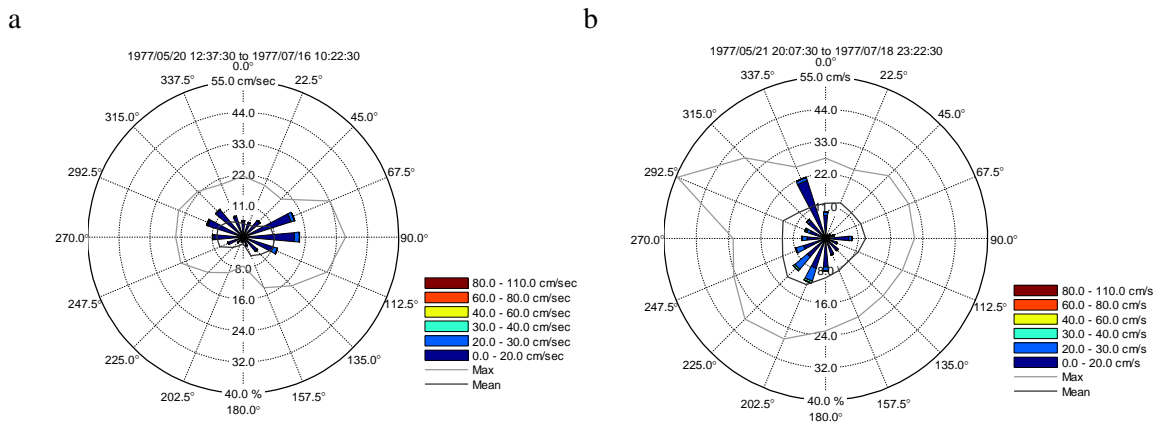 a
1977/05/20 12:37:30 to 1977/07/16 10:22:30
0.0°
337.5°
55.0 cm/sec
22.5°
315.0°
44.0
45.0°
33.0
292.5°
22.0
67.5°
11.0
270.0°
90.0°
8.0
247.5°
16.0
112.5°
24.0
225.0°
32.0
135.0°
202.5°
40.0 %
157.5°
180.0°
80.0 - 110.0 cm/sec
60.0 - 80.0 cm/sec
40.0 - 60.0 cm/sec
30.0 - 40.0 cm/sec
20.0 - 30.0 cm/sec
0.0 - 20.0 cm/sec
Max
Mean
b
1977/05/21 20:07:30 to 1977/07/18 23:22:30
0.0°
337.5°
55.0 cm/s
22.5°
315.0°
44.0
45.0°
33.0
292.5°
22.0
67.5°
11.0
270.0°
90.0°
8.0
247.5°
16.0
112.5°
24.0
225.0°
32.0
135.0°
202.5°
40.0 %
157.5°
180.0°
80.0 - 110.0 cm/s
60.0 - 80.0 cm/s
40.0 - 60.0 cm/s
30.0 - 40.0 cm/s
20.0 - 30.0 cm/s
0.0 - 20.0 cm/s
Max
Mean